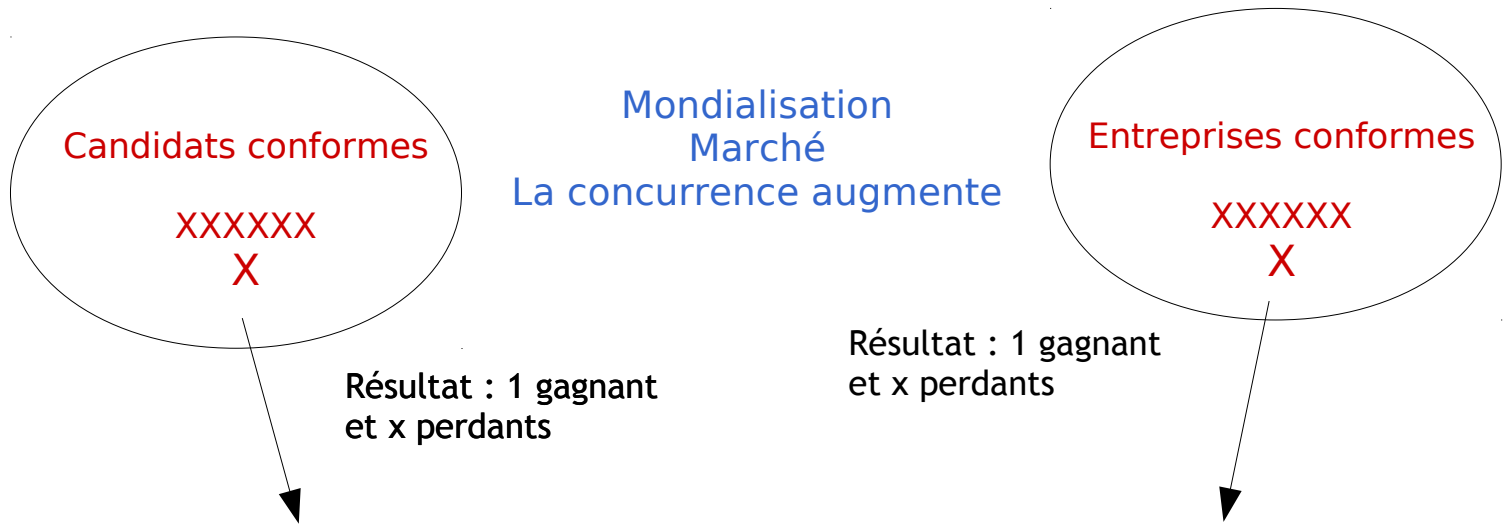 Candidats conformes
XXXXXX
X
Mondialisation
Marché
La concurrence augmente
Entreprises conformes
XXXXXX
X
Résultat : 1 gagnant
et x perdants
Résultat : 1 gagnant
et x perdants